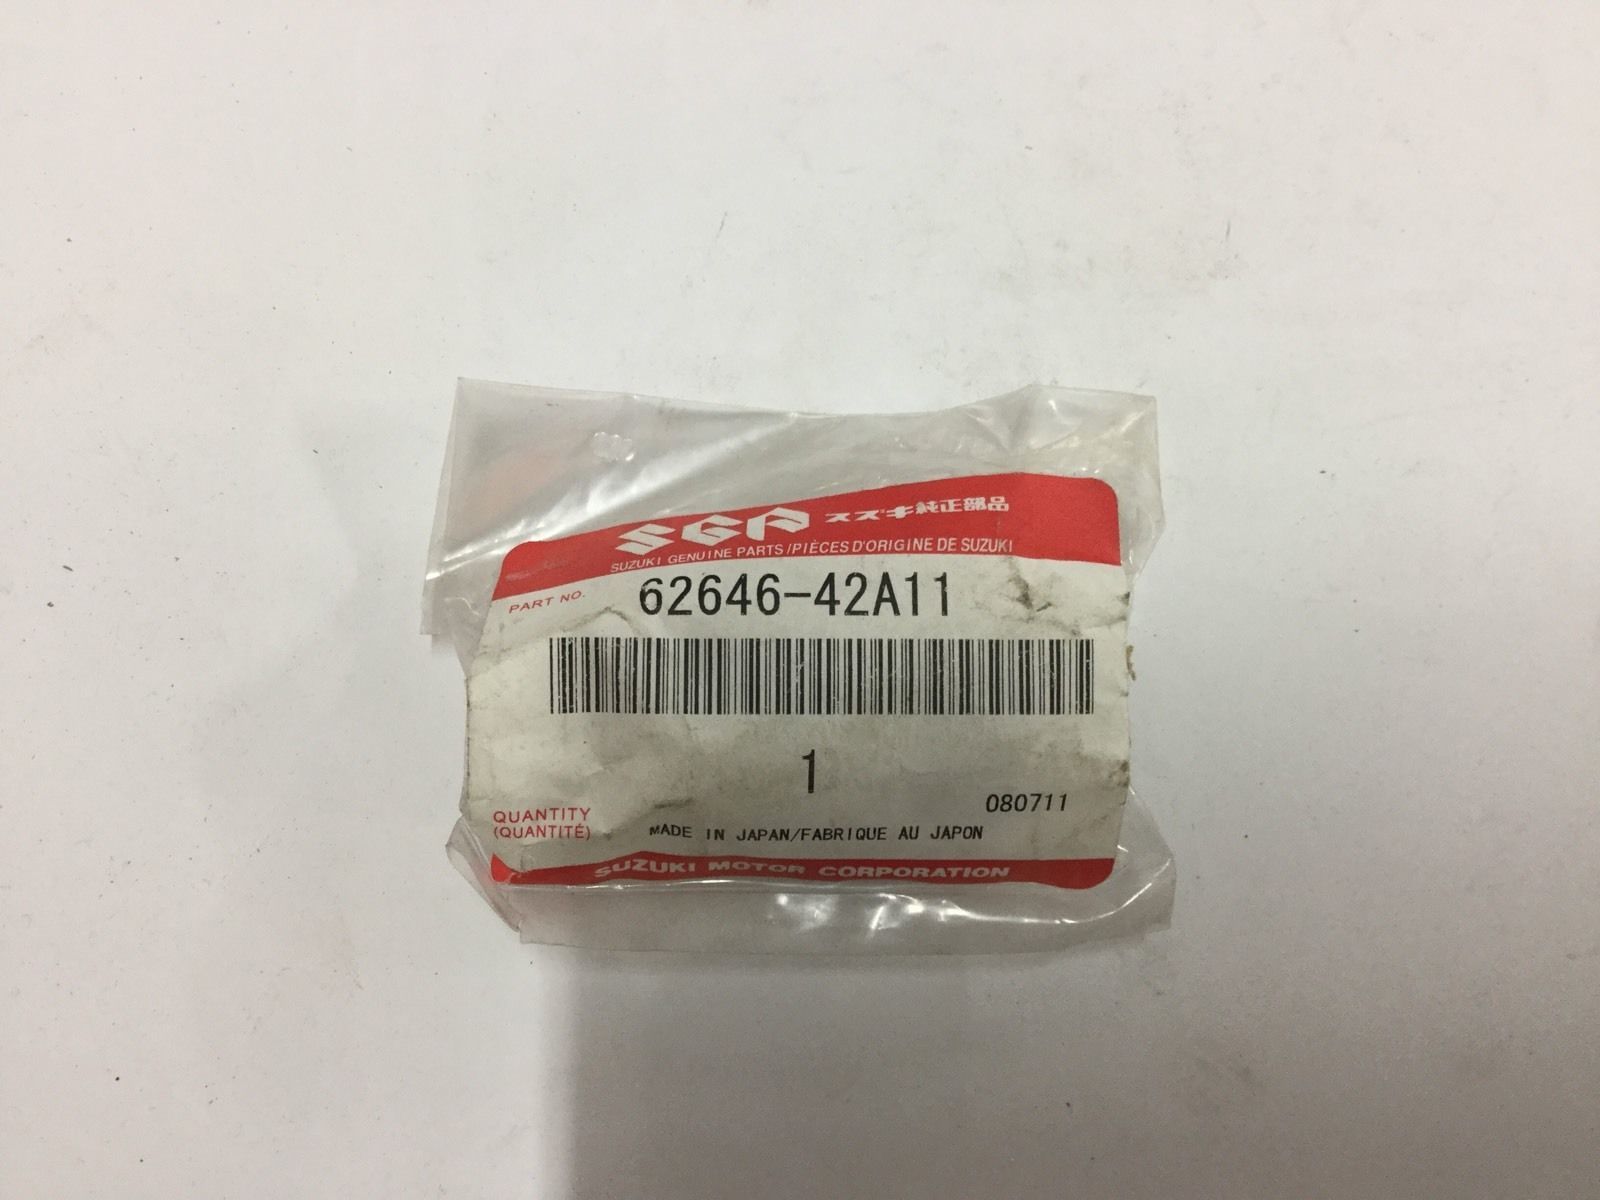 SGP スズキ純正部品
SUZUKI GENUINE PARTS/PIÈCES D'ORIGINE DE SUZUKI
PART NO. 62646-42A11
1
QUANTITY
(QUANTITÉ)
080711
MADE IN JAPAN/FABRIQUE AU JAPON
SUZUKI MOTOR CORPORATION